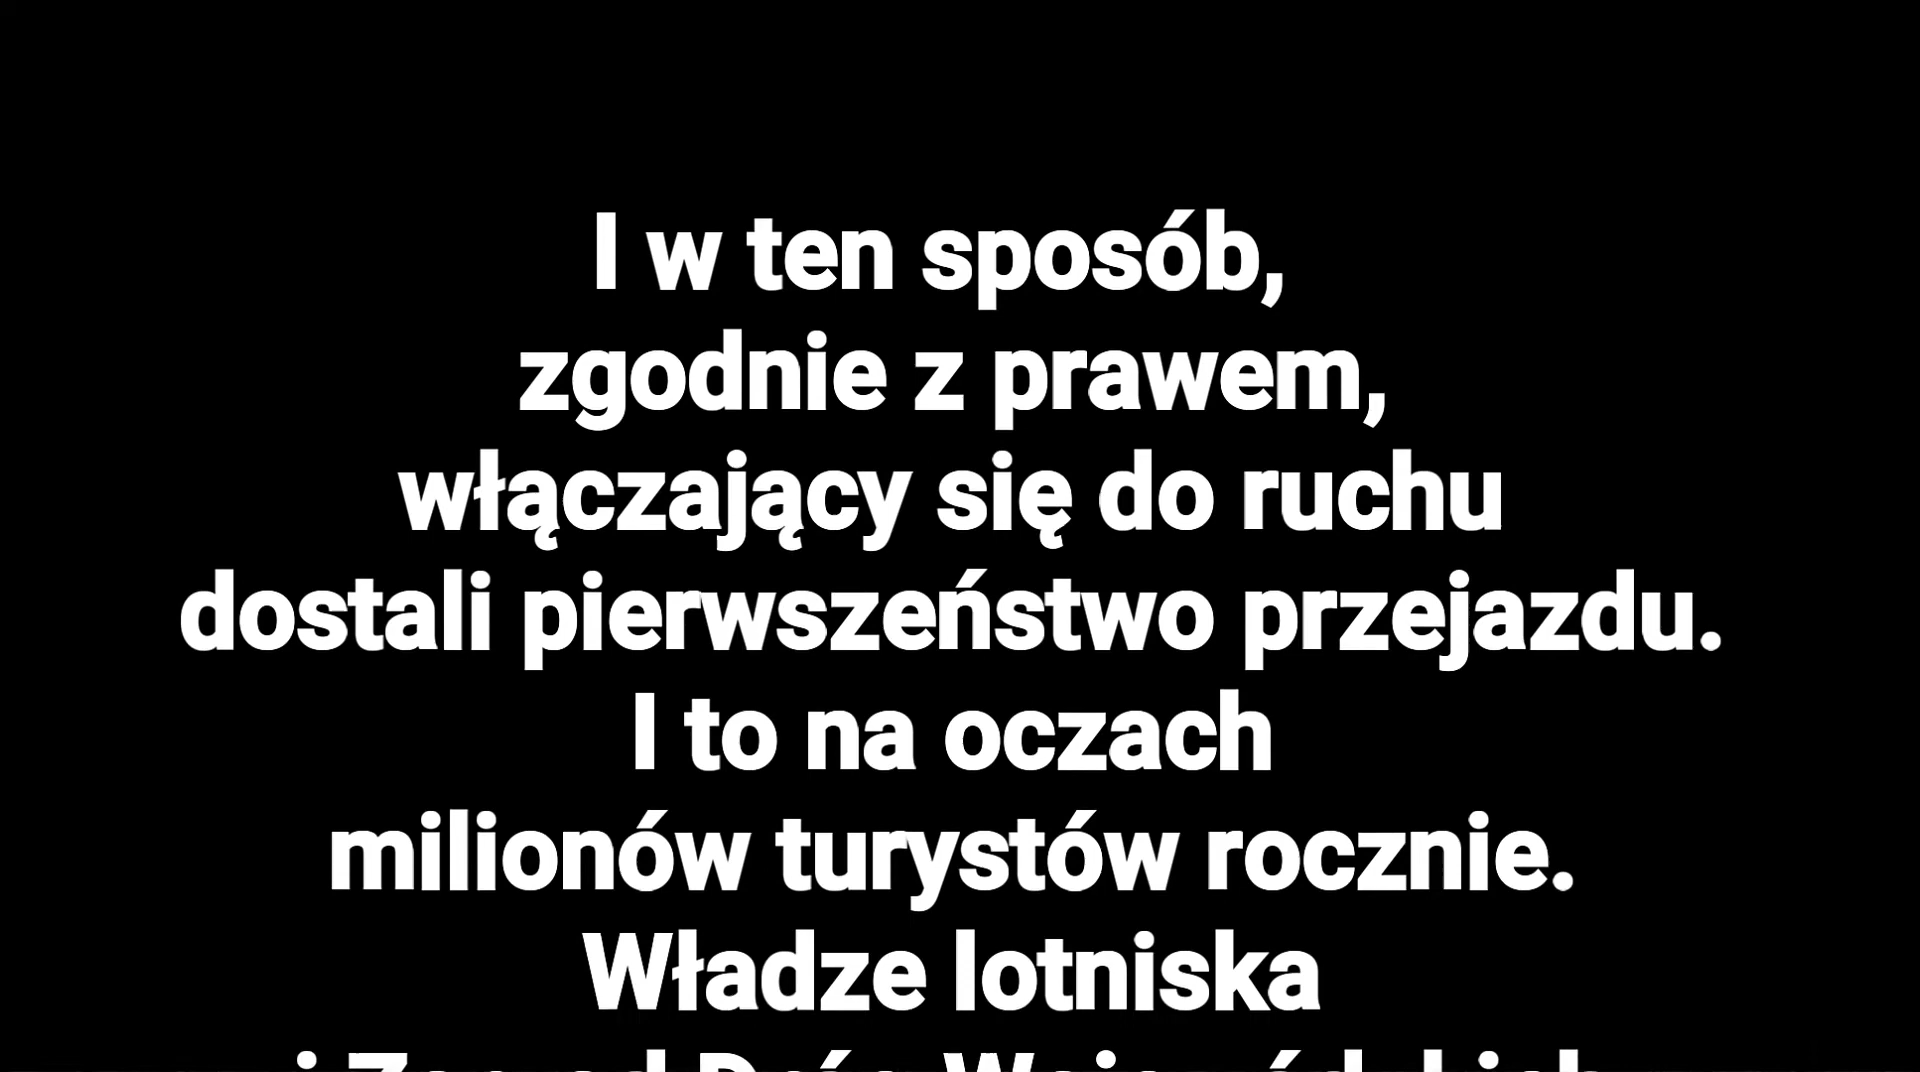 I w ten sposób,
zgodnie z prawem,
włączający się do ruchu
dostali pierwszeństwo przejazdu.
I to na oczach
milionów turystów rocznie.
Władze lotniska
i